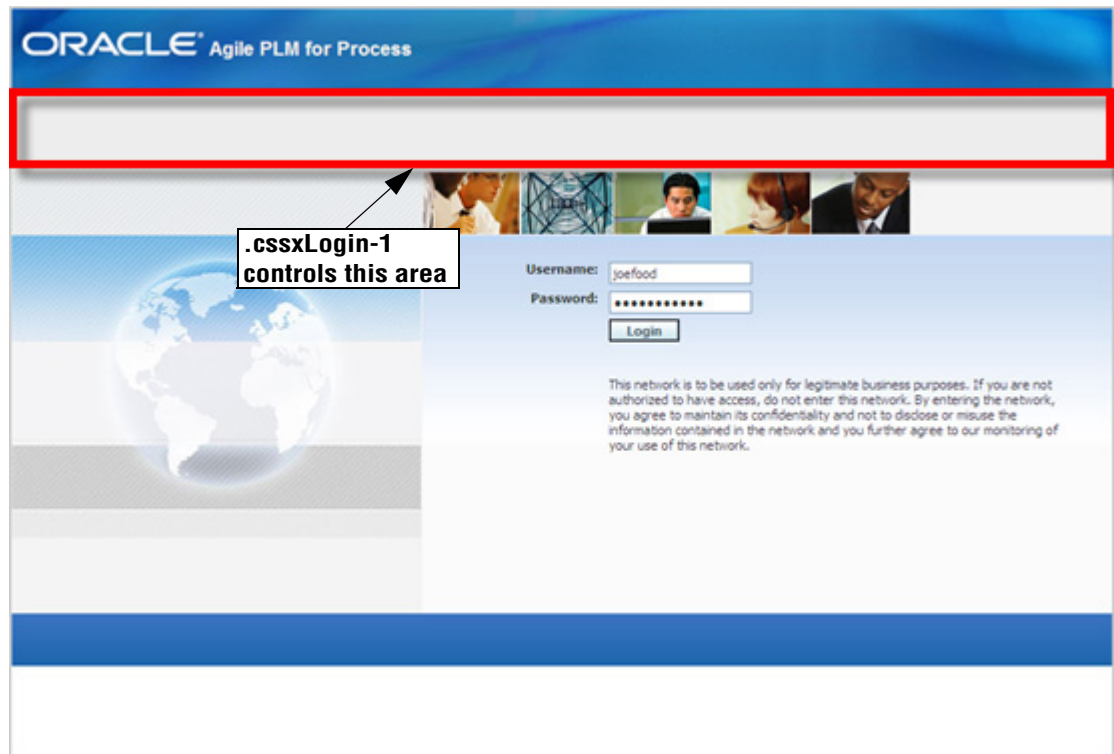 ORACLE® Agile PLM for Process
.cssxLogin-1
controls this area
Username: joefood
Password: •••••••••••
Login
This network is to be used only for legitimate business purposes. If you are not
authorized to have access, do not enter this network. By entering the network,
you agree to maintain its confidentiality and not to disclose or misuse the
information contained in the network and you further agree to our monitoring of
your use of this network.